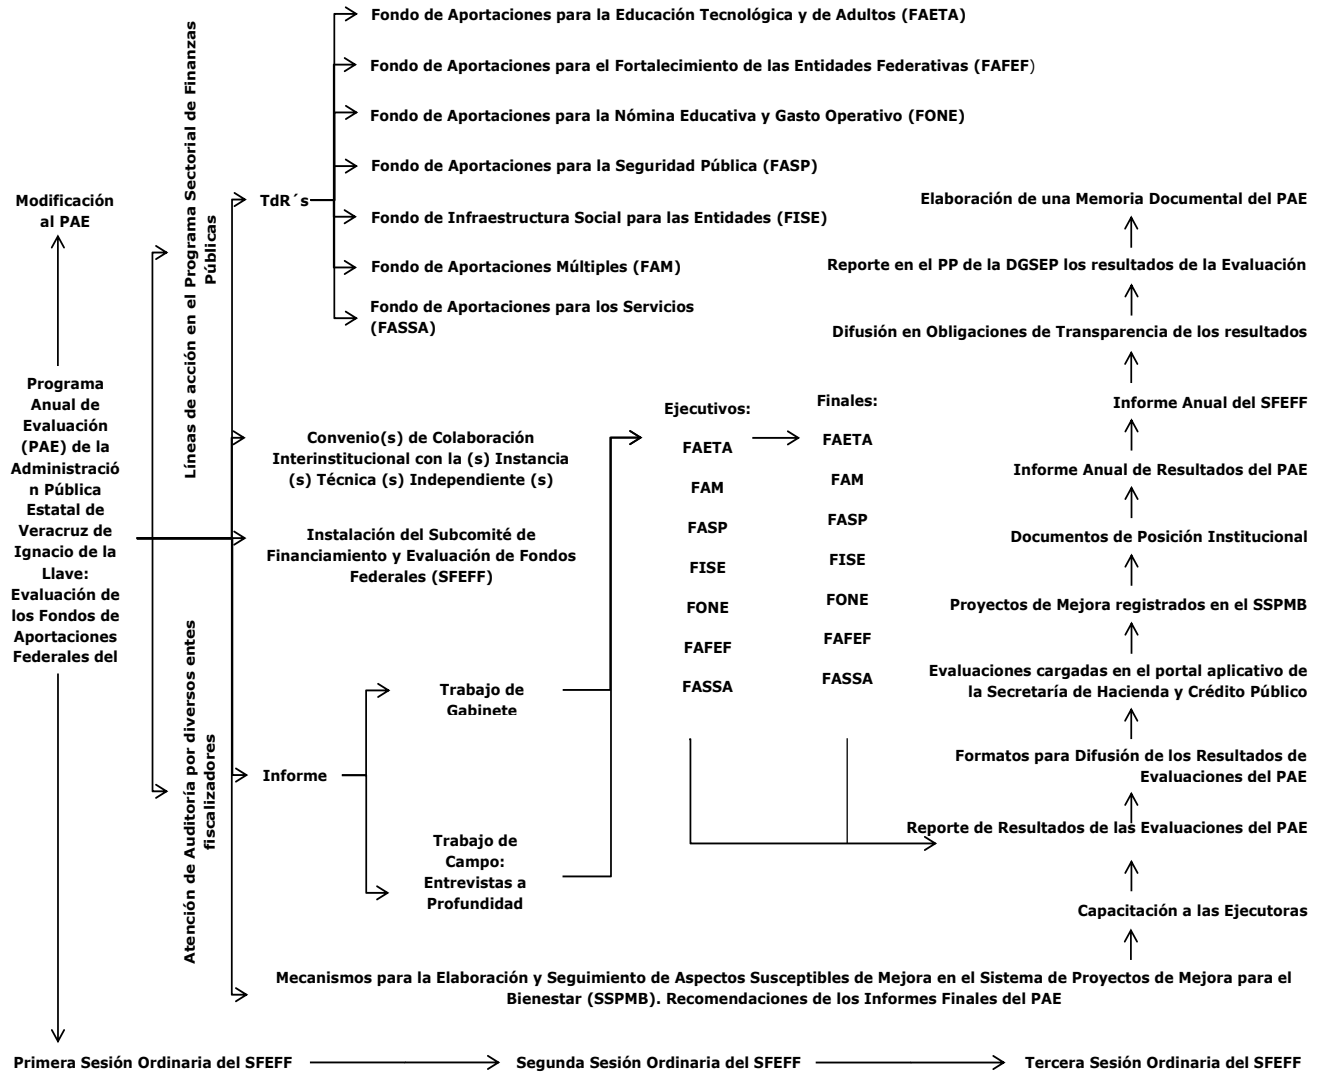 Modificación
al PAE
Programa
Anual de
Evaluación
(PAE) de la
Administració
n Pública
Estatal de
Veracruz de
Ignacio de la
Llave:
Evaluación de
los Fondos de
Aportaciones
Federales del
Líneas de acción en el Programa Sectorial de Finanzas
Públicas
Atención de Auditoría por diversos entes
fiscalizadores
TdR´s
Fondo de Aportaciones para la Educación Tecnológica y de Adultos (FAETA)
Fondo de Aportaciones para el Fortalecimiento de las Entidades Federativas (FAFEF)
Fondo de Aportaciones para la Nómina Educativa y Gasto Operativo (FONE)
Fondo de Aportaciones para la Seguridad Pública (FASP)
Fondo de Infraestructura Social para las Entidades (FISE)
Fondo de Aportaciones Múltiples (FAM)
Fondo de Aportaciones para los Servicios
(FASSA)
Convenio(s) de Colaboración
Interinstitucional con la (s) Instancia
(s) Técnica (s) Independiente (s)
Instalación del Subcomité de
Financiamiento y Evaluación de Fondos
Federales (SFEFF)
Informe
Trabajo de
Gabinete
Trabajo de
Campo:
Entrevistas a
Profundidad
Ejecutivos:
FAETA
FAM
FASP
FISE
FONE
FAFEF
FASSA
Finales:
FAETA
FAM
FASP
FISE
FONE
FAFEF
FASSA
Elaboración de una Memoria Documental del PAE
Reporte en el PP de la DGSEP los resultados de la Evaluación
Difusión en Obligaciones de Transparencia de los resultados
Informe Anual del SFEFF
Informe Anual de Resultados del PAE
Documentos de Posición Institucional
Proyectos de Mejora registrados en el SSPMB
Evaluaciones cargadas en el portal aplicativo de
la Secretaría de Hacienda y Crédito Público
Formatos para Difusión de los Resultados de
Evaluaciones del PAE
Reporte de Resultados de las Evaluaciones del PAE
Capacitación a las Ejecutoras
Mecanismos para la Elaboración y Seguimiento de Aspectos Susceptibles de Mejora en el Sistema de Proyectos de Mejora para el
Bienestar (SSPMB). Recomendaciones de los Informes Finales del PAE
Primera Sesión Ordinaria del SFEFF
Segunda Sesión Ordinaria del SFEFF
Tercera Sesión Ordinaria del SFEFF